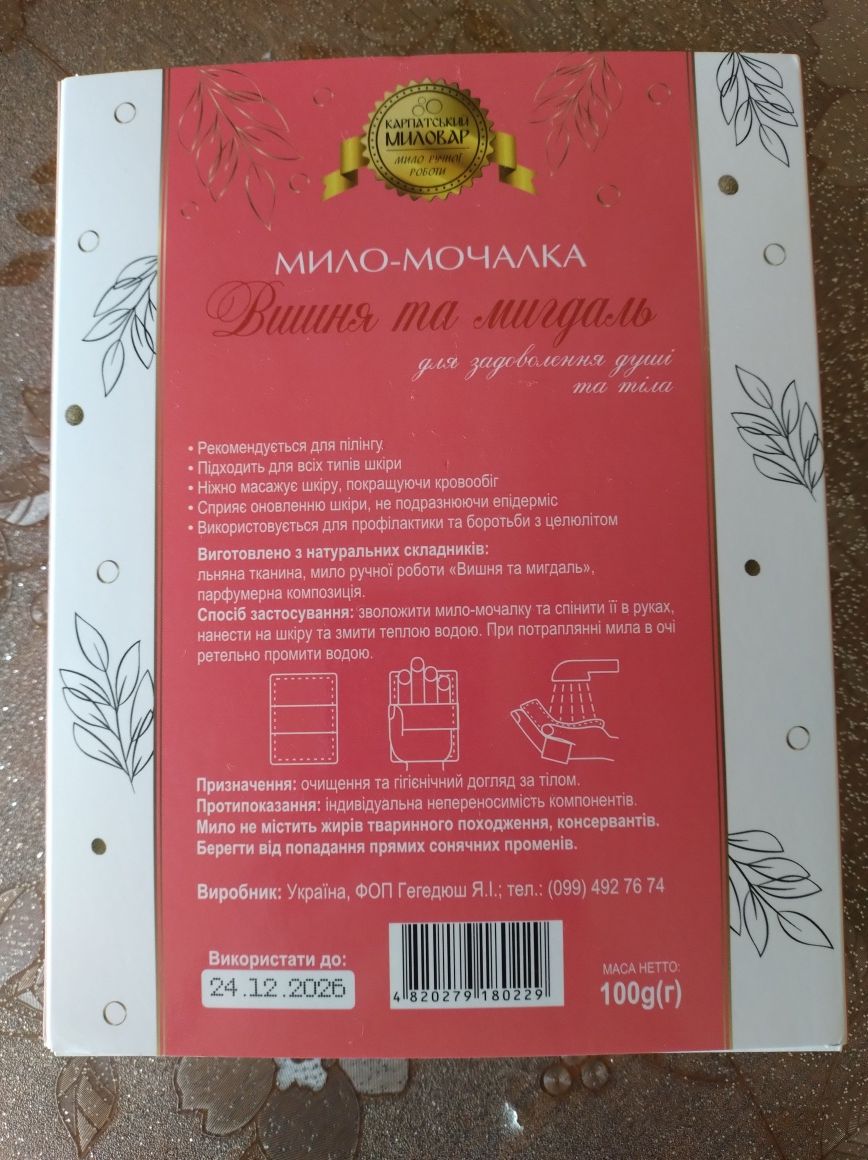 КАРПАТСЬКИЙ
МИЛОВАР
МИЛО РУЧНОЇ
РОБОТИ
МИЛО-МОЧАЛКА
Вишня та мигдаль
для задоволення душі
та тіла
• Рекомендується для пілінгу.
• Підходить для всіх типів шкіри
• Ніжно масажує шкіру, покращуючи кровообіг
• Сприяє оновленню шкіри, не подразнюючи епідерміс
• Використовується для профілактики та боротьби з целюлітом
Виготовлено з натуральних складників:
льняна тканина, мило ручної роботи «Вишня та мигдаль»,
парфумерна композиція.
Спосіб застосування: зволожити мило-мочалку та спінити її в руках,
нанести на шкіру та змити теплою водою. При потраплянні мила в очі
ретельно промити водою.
Призначення: очищення та гігієнічний догляд за тілом.
Протипоказання: індивідуальна непереносимість компонентів.
Мило не містить жирів тваринного походження, консервантів.
Берегти від попадання прямих сонячних променів.
Виробник: Україна, ФОП Гегедюш Я.І.; тел.: (099) 492 76 74
Використати до:
24.12.2026
4 820279 180229
МАСА НЕТТО:
100g(г)